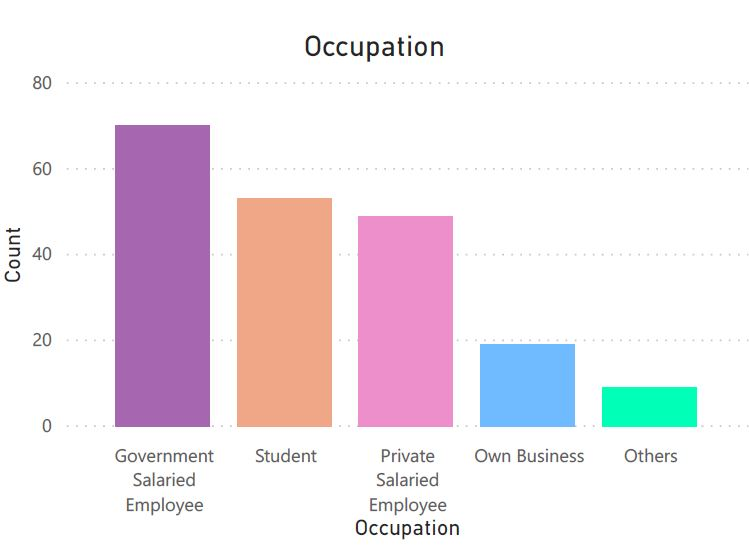 Occupation
80
60
40
20
0
Count
Government
Salaried
Employee
Student
Private
Salaried
Employee
Own Business
Others
Occupation